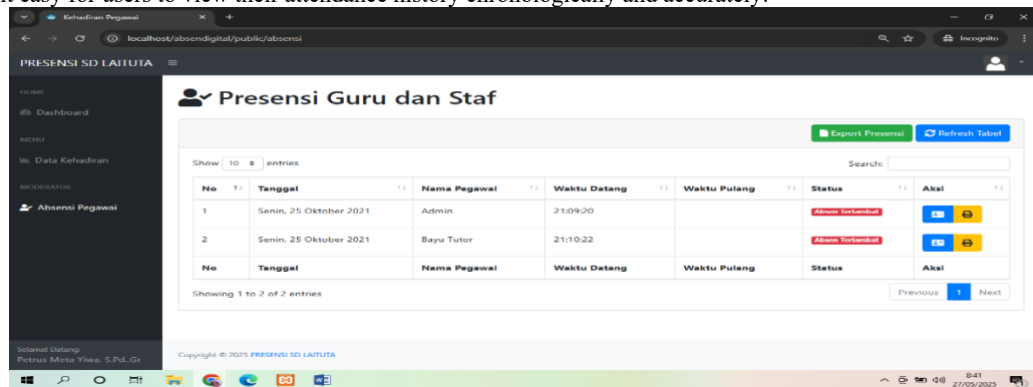 it easy for users to view their attendance history chronologically and accurately.
Kehadiran Pegawai
localhost/absendigital/public/absensi
Incognito
PRESENSI SD LAITUTA
HOME
Dashboard
MENU
Data Kehadiran
MODERATOR
Absensi Pegawai
Presensi Guru dan Staf
Export Presensi Refresh Tabel
Show 10 entries Search:
No Tanggal Nama Pegawai Waktu Datang Waktu Pulang Status Aksi
1 Senin, 25 Oktober 2021 Admin 21:09:20 Absen Terlambat
2 Senin, 25 Oktober 2021 Bayu Tutor 21:10:22 Absen Terlambat
No Tanggal Nama Pegawai Waktu Datang Waktu Pulang Status Aksi
Showing 1 to 2 of 2 entries Previous 1 Next
Selamat Datang:
Petrus Meta Yiwa, S.Pd.,Gr
Copyright © 2025 PRESENSI SD LAITUTA
8:41
27/05/2025